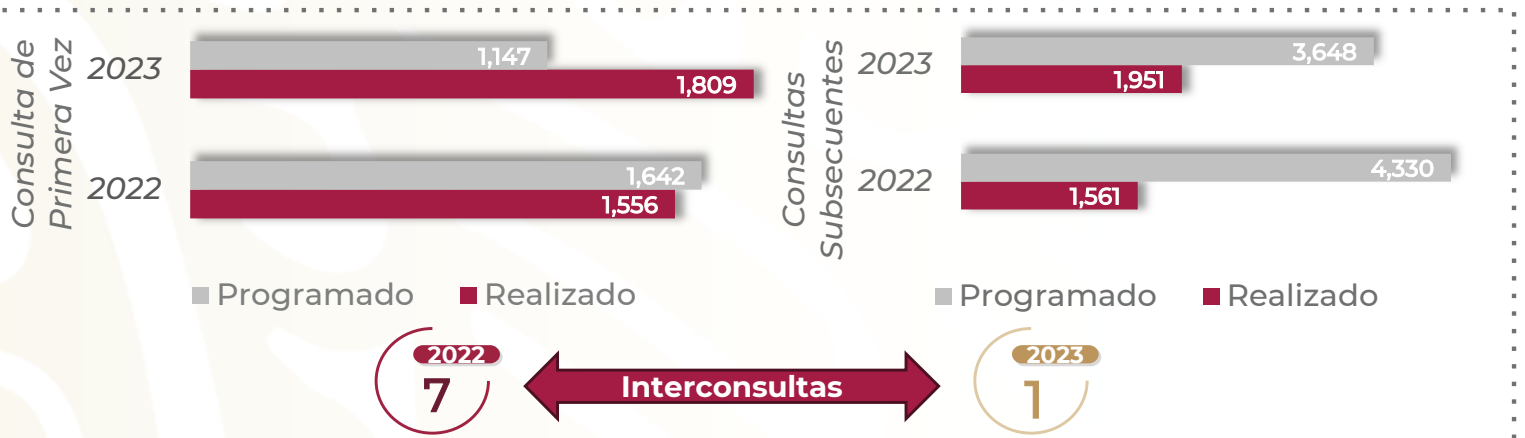 Consulta de
Primera Vez
2023
1,147
1,809
2022
1,642
1,556
Programado
Realizado
Consultas
Subsecuentes
2023
3,648
1,951
2022
4,330
1,561
Programado
Realizado
2022
7
Interconsultas
2023
1